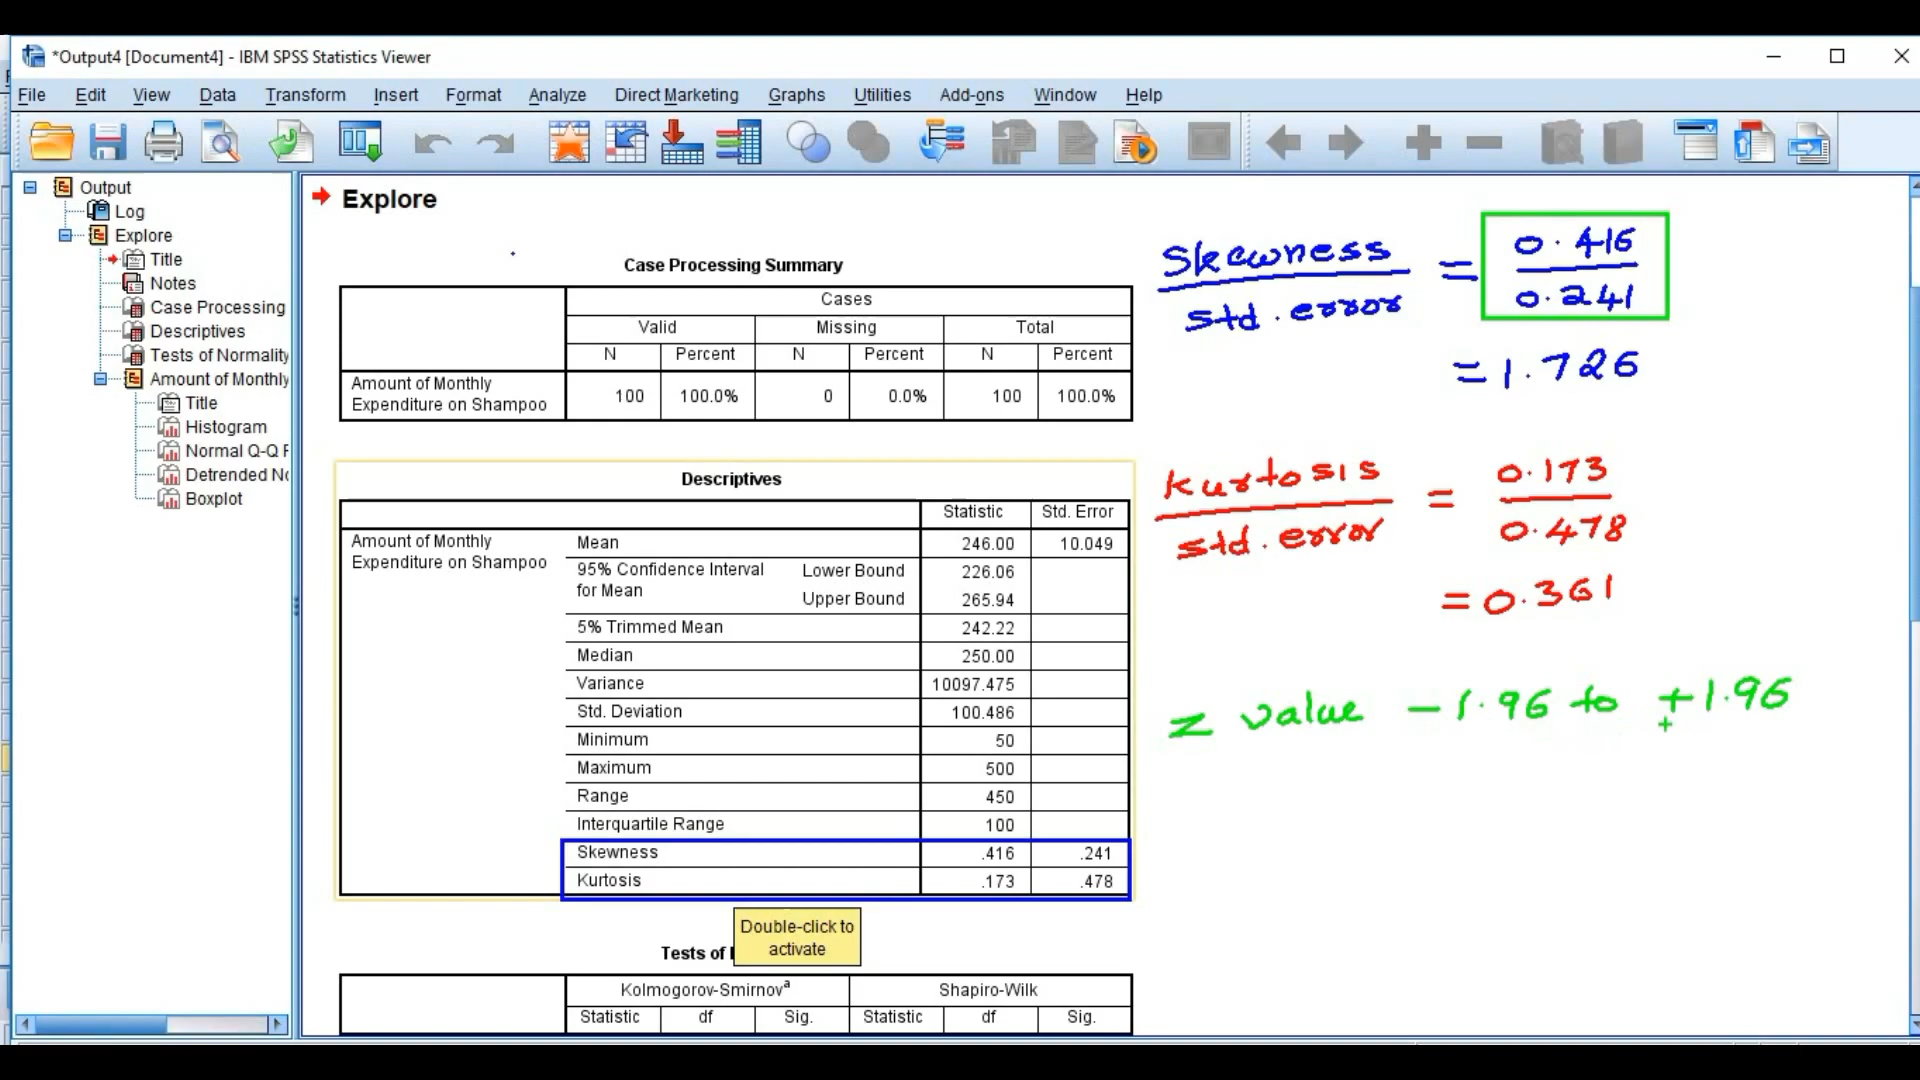 *Output4 [Document4] - IBM SPSS Statistics Viewer
File Edit View Data Transform Insert Format Analyze Direct Marketing Graphs Utilities Add-ons Window Help
Output
Log
Explore
Title
Notes
Case Processing
Descriptives
Tests of Normality
Amount of Monthly
Title
Histogram
Normal Q-Q P
Detrended No
Boxplot
Explore
Case Processing Summary
Cases
Valid Missing Total
N Percent N Percent N Percent
Amount of Monthly
Expenditure on Shampoo 100 100.0% 0 0.0% 100 100.0%
Descriptives
Statistic Std. Error
Amount of Monthly
Expenditure on Shampoo
Mean 246.00 10.049
95% Confidence Interval Lower Bound 226.06
for Mean
Upper Bound 265.94
5% Trimmed Mean 242.22
Median 250.00
Variance 10097.475
Std. Deviation 100.486
Minimum 50
Maximum 500
Range 450
Interquartile Range 100
Skewness .416 .241
Kurtosis .173 .478
Double-click to
activate
Tests of
Kolmogorov-Smirnovᵃ Shapiro-Wilk
Statistic df Sig. Statistic df Sig.
Skewness = 0.416
std. error 0.241
= 1.726
kurtosis = 0.173
std. error 0.478
= 0.361
z value -1.96 to +1.96